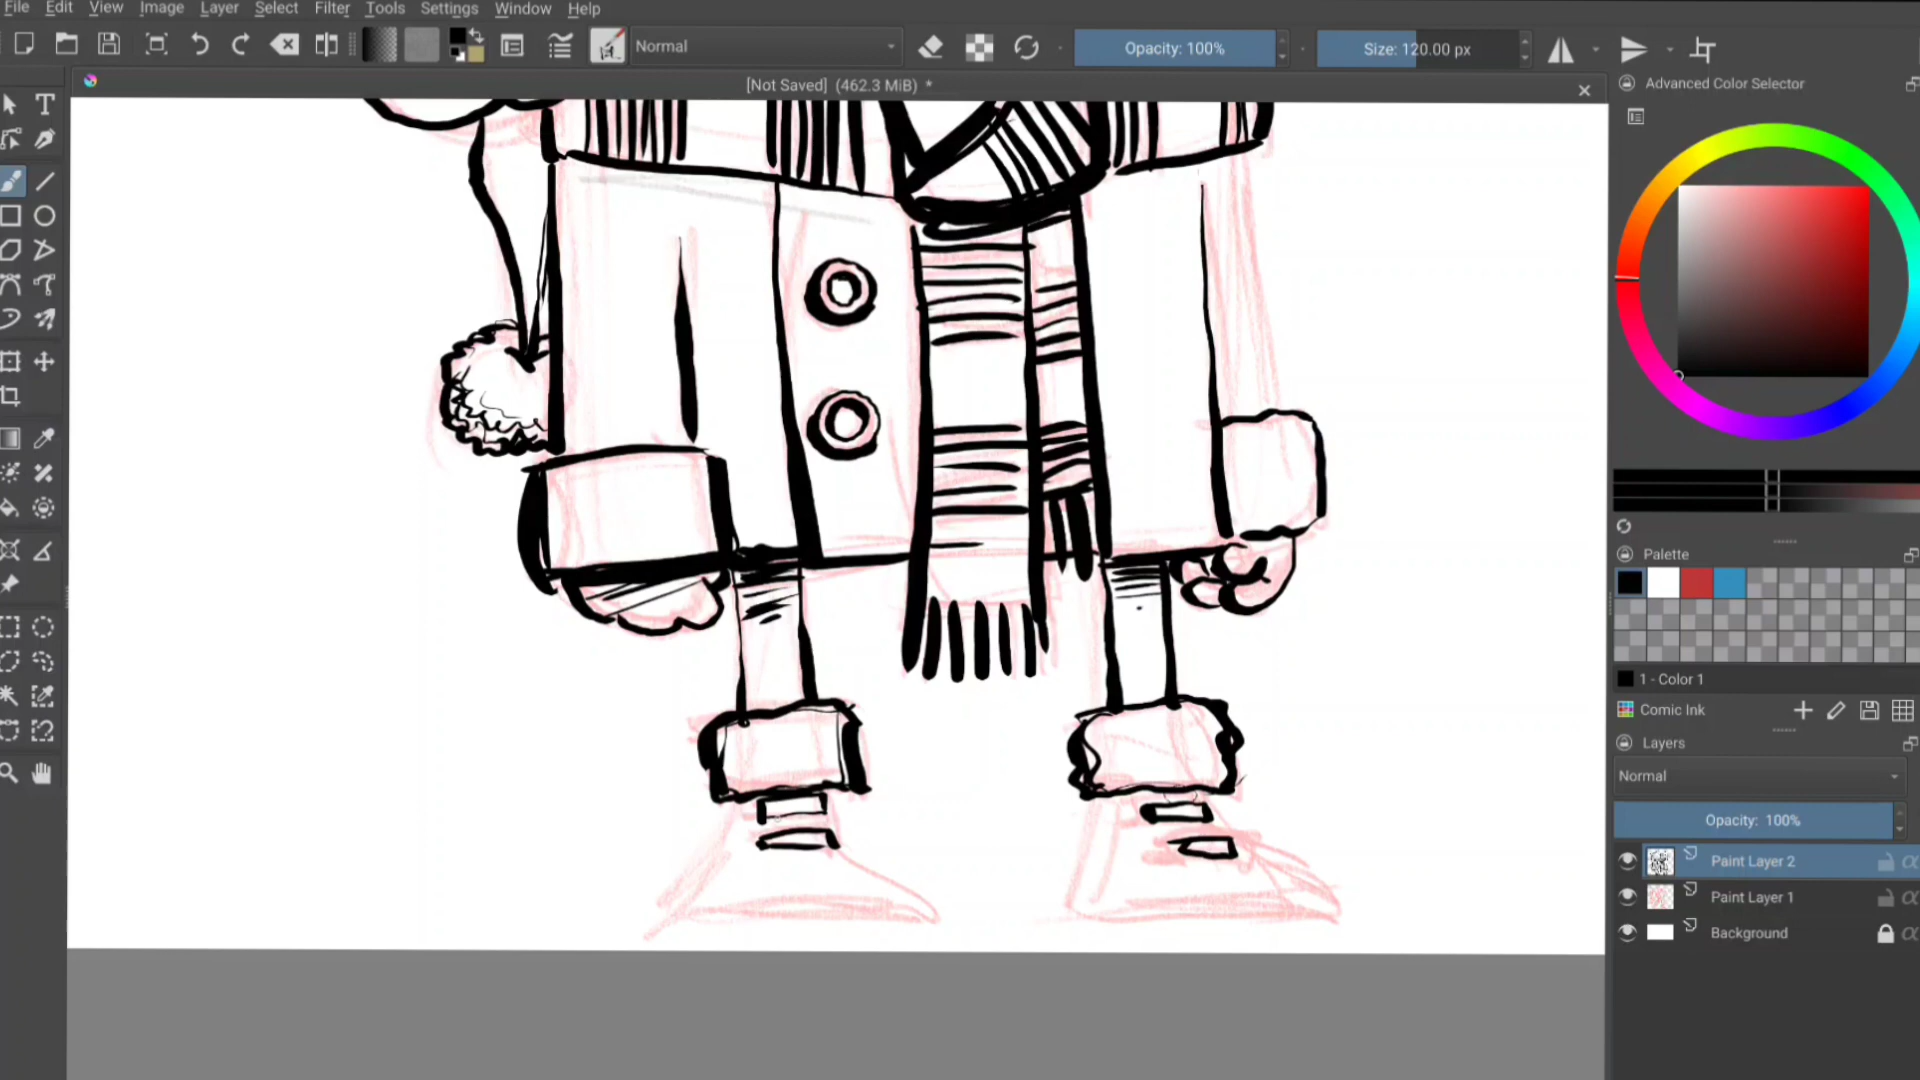 File Edit View Image Layer Select Filter Tools Settings Window Help
Normal
Opacity: 100%
Size: 120.00 px
[Not Saved] (462.3 MiB) *
Advanced Color Selector
Palette
1 - Color 1
Comic Ink
Layers
Normal
Opacity: 100%
Paint Layer 2
Paint Layer 1
Background